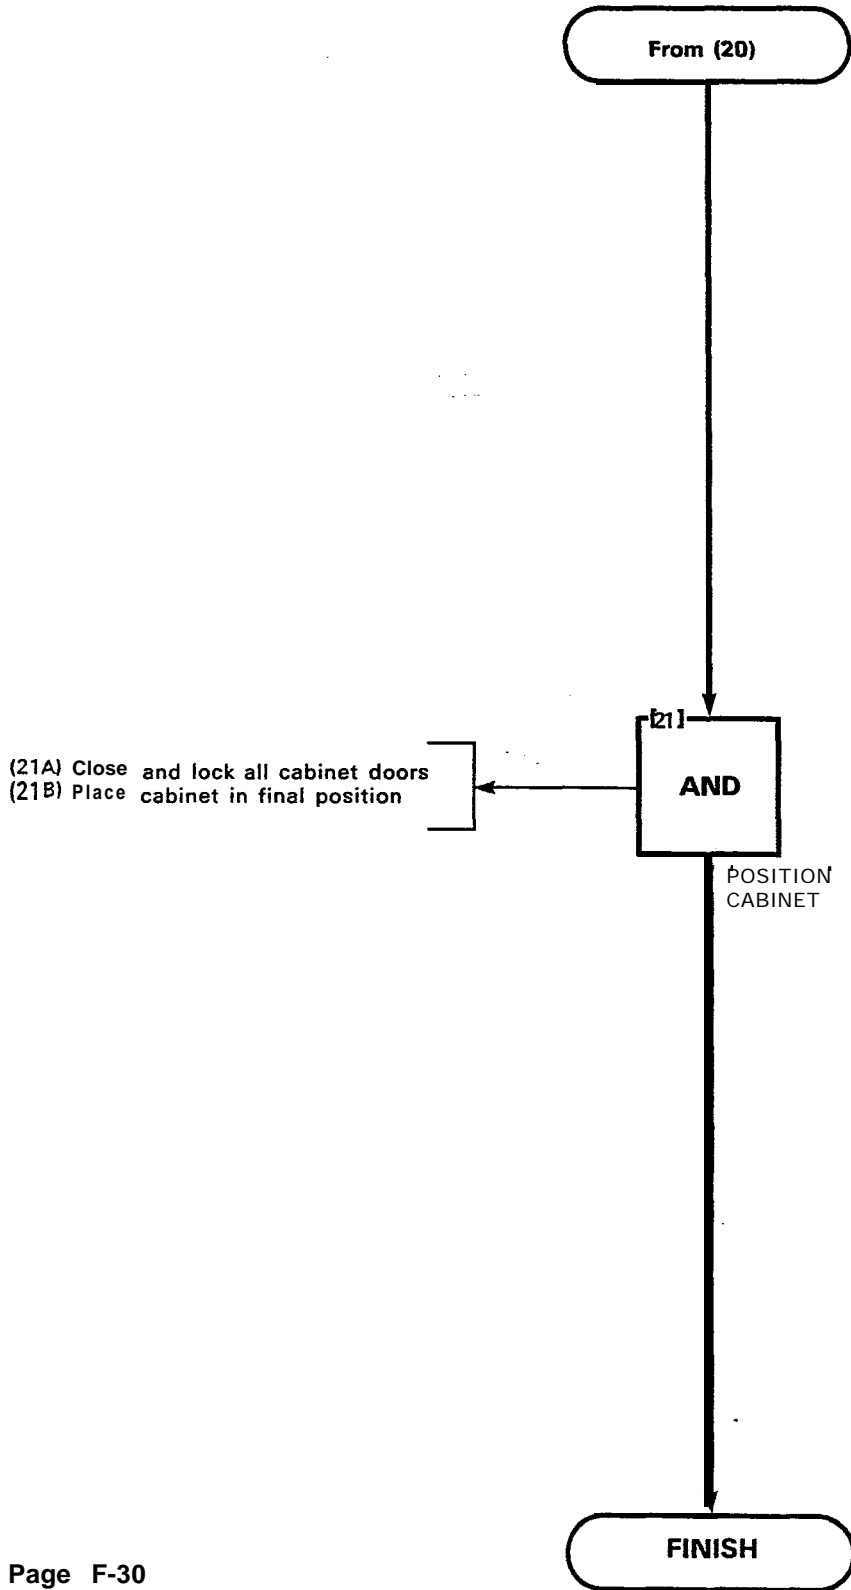 From (20)
[21]
AND
(21A) Close and lock all cabinet doors
(21B) Place cabinet in final position
POSITION
CABINET
FINISH
Page F-30